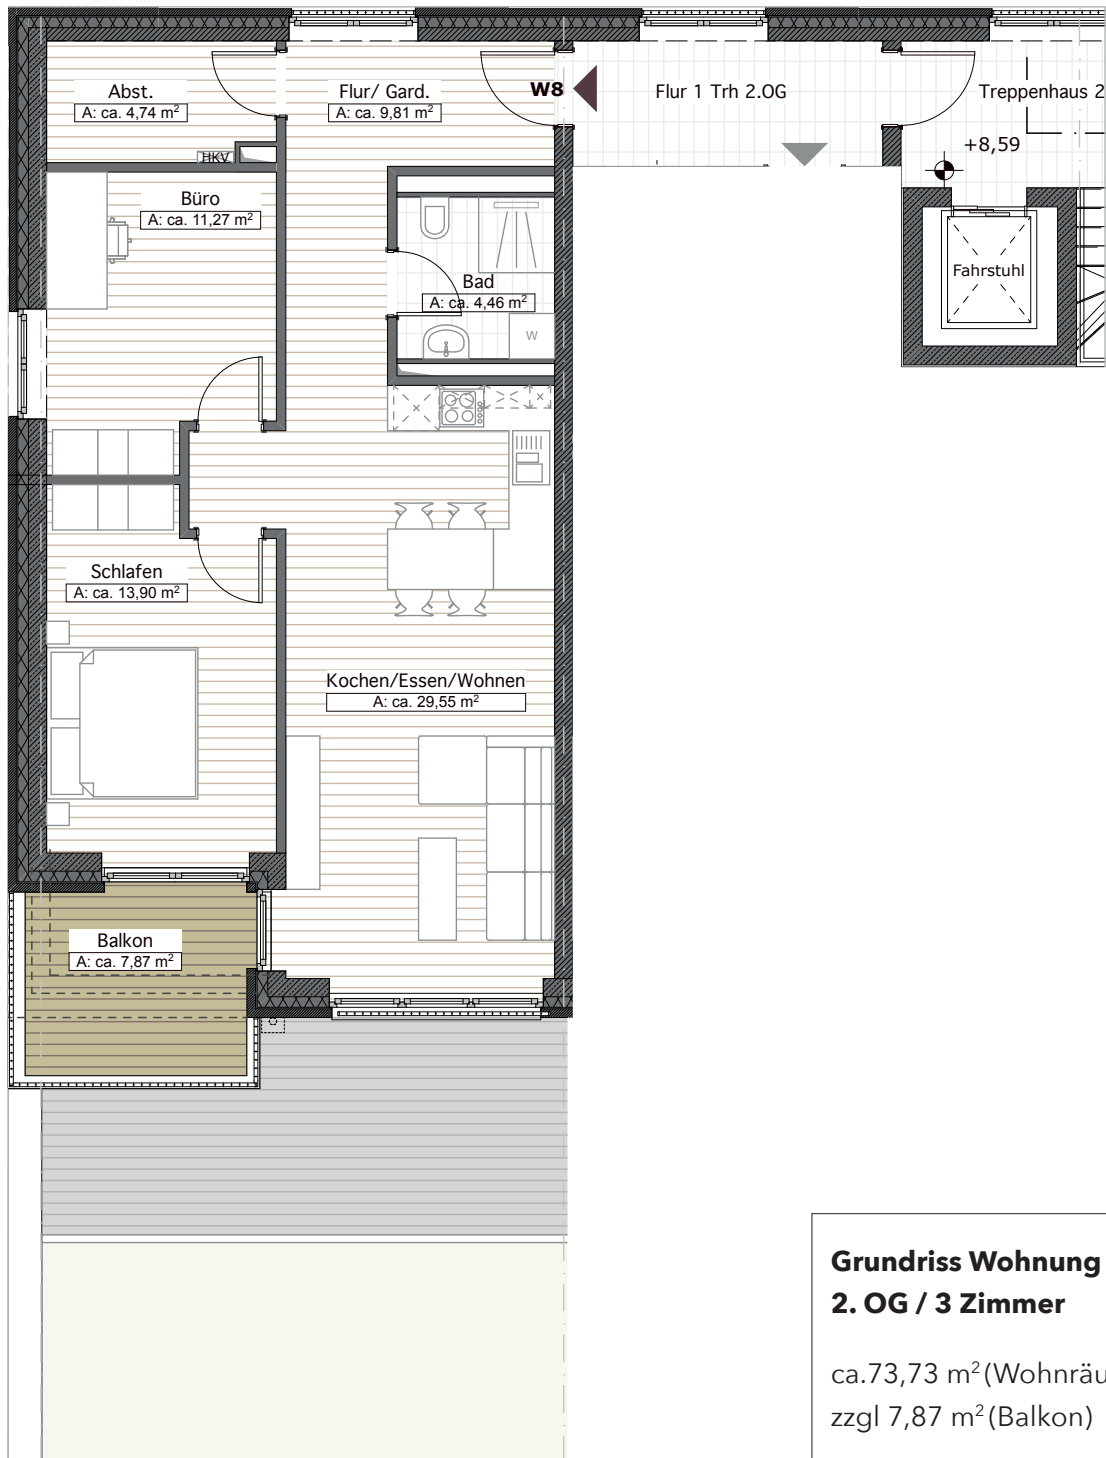 Abst.
A: ca. 4,74 m²
Flur/ Gard.
A: ca. 9,81 m²
W8
Flur 1 Trh 2.OG
Treppenhaus 2
+8,59
HKV
Büro
A: ca. 11,27 m²
Bad
A: ca. 4,46 m²
W
Fahrstuhl
Schlafen
A: ca. 13,90 m²
Kochen/Essen/Wohnen
A: ca. 29,55 m²
Balkon
A: ca. 7,87 m²
Grundriss Wohnung
2. OG / 3 Zimmer
ca.73,73 m² (Wohnräu
zzgl 7,87 m² (Balkon)